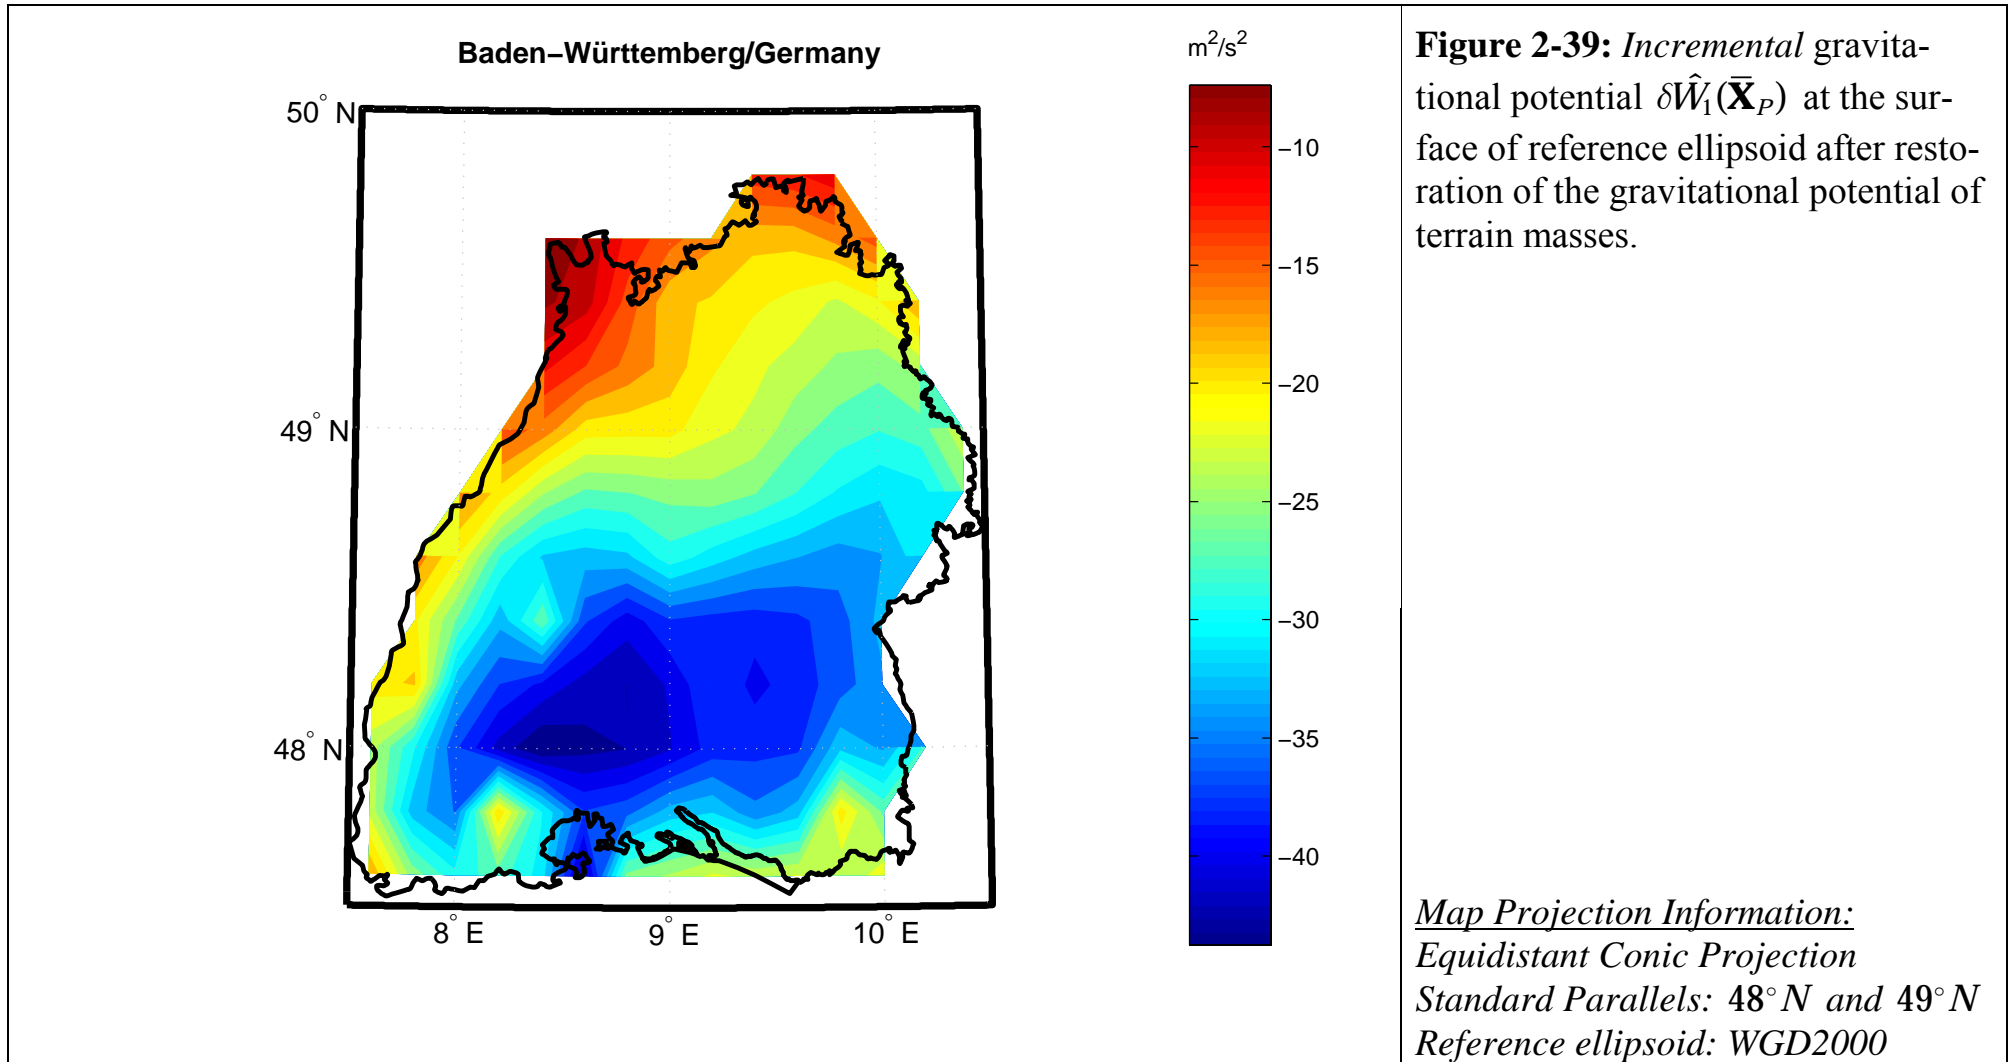 Baden−Württemberg/Germany
50° N
49° N
48° N
8° E
9° E
10° E
m²/s²
−10
−15
−20
−25
−30
−35
−40
Figure 2-39: Incremental gravita-
tional potential δŴ₁(X̄_P) at the sur-
face of reference ellipsoid after resto-
ration of the gravitational potential of
terrain masses.
Map Projection Information:
Equidistant Conic Projection
Standard Parallels: 48°N and 49°N
Reference ellipsoid: WGD2000